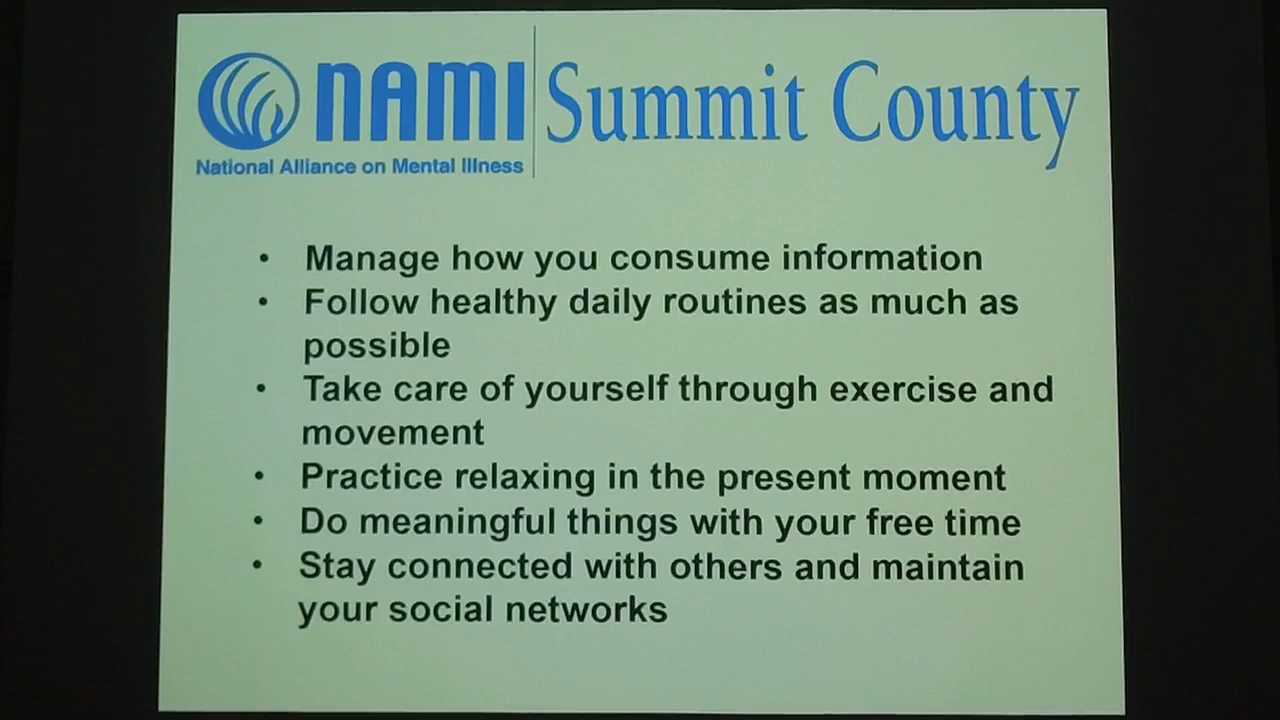 NAMI Summit County
National Alliance on Mental Illness
• Manage how you consume information
• Follow healthy daily routines as much as
possible
• Take care of yourself through exercise and
movement
• Practice relaxing in the present moment
• Do meaningful things with your free time
• Stay connected with others and maintain
your social networks